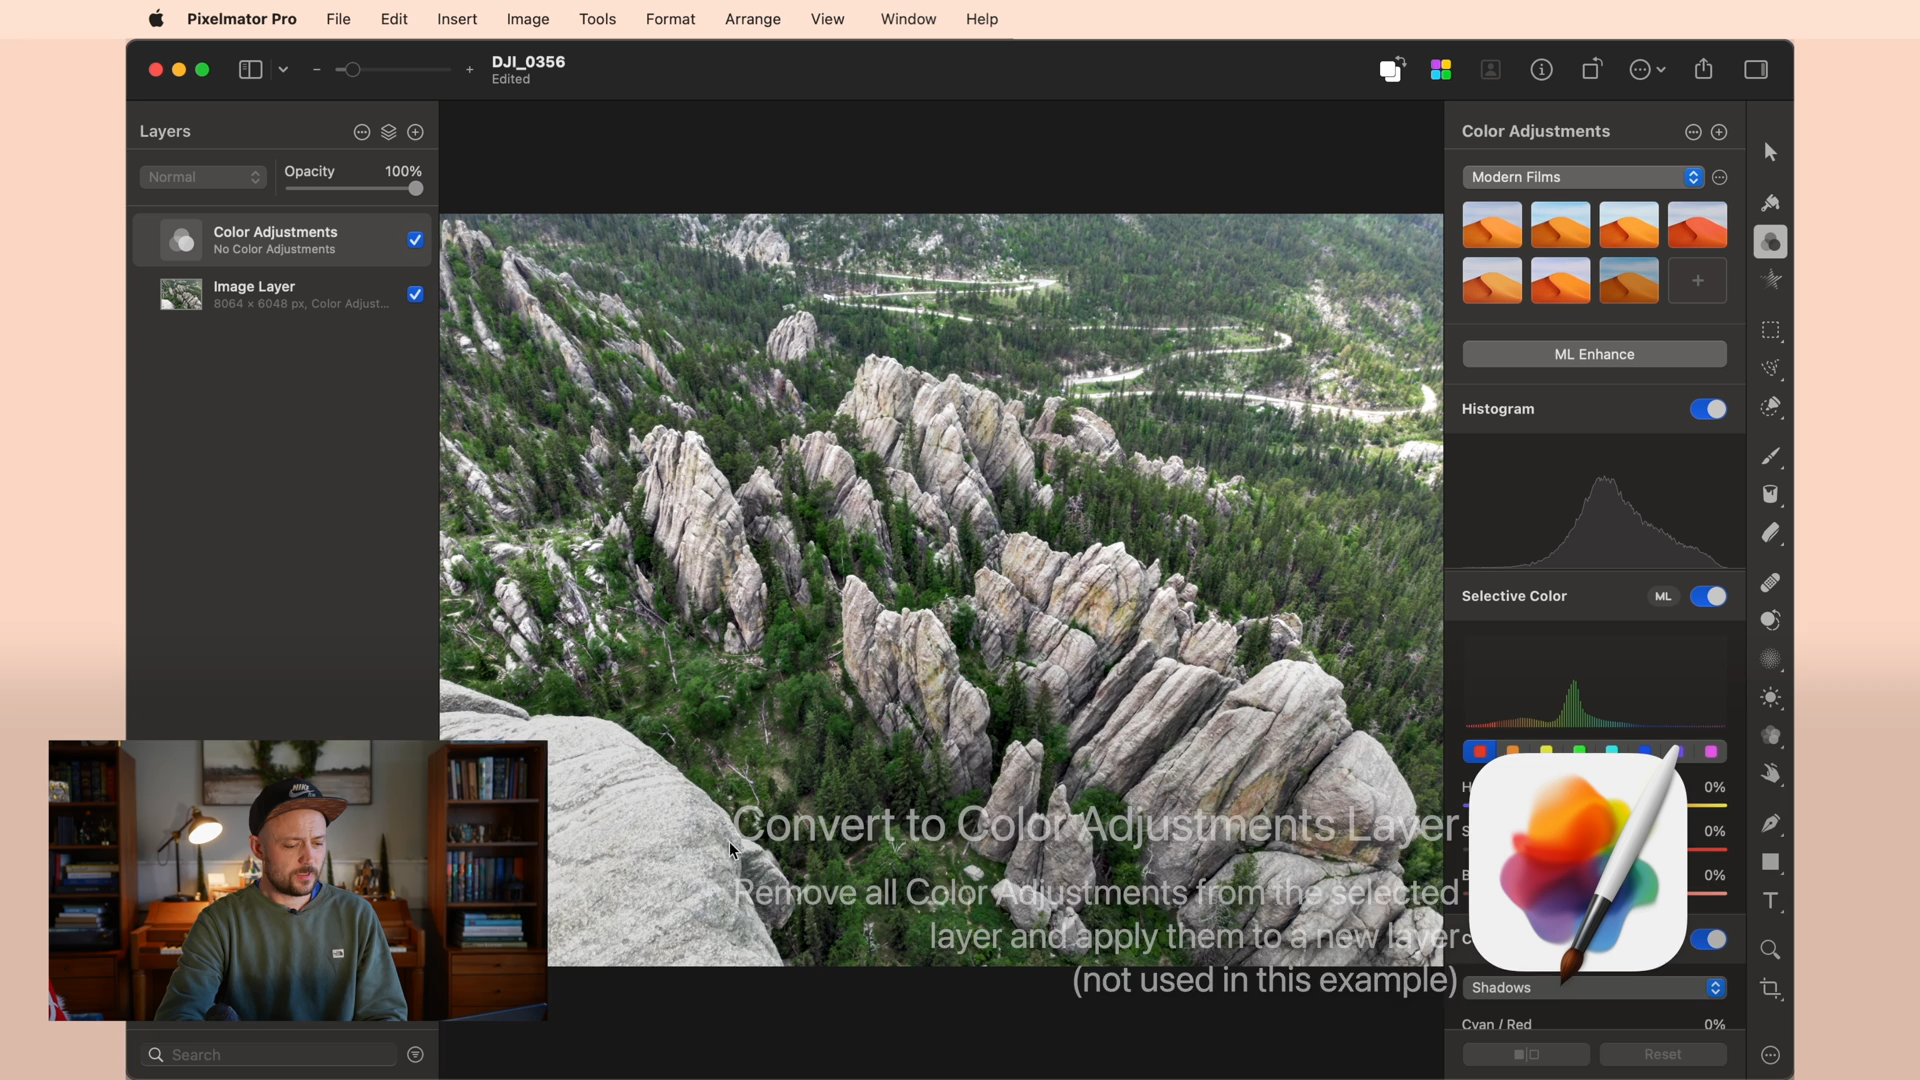 Pixelmator Pro File Edit Insert Image Tools Format Arrange View Window Help
DJI_0356
Edited
Layers
Normal
Opacity 100%
Color Adjustments
No Color Adjustments
Image Layer
8064 × 6048 px, Color Adjust...
Search
Color Adjustments
Modern Films
ML Enhance
Histogram
Selective Color ML
H 0%
S 0%
B 0%
C
Shadows
Cyan / Red 0%
Reset
Convert to Color Adjustments Layer
Remove all Color Adjustments from the selected
layer and apply them to a new layer
(not used in this example)
NIKE